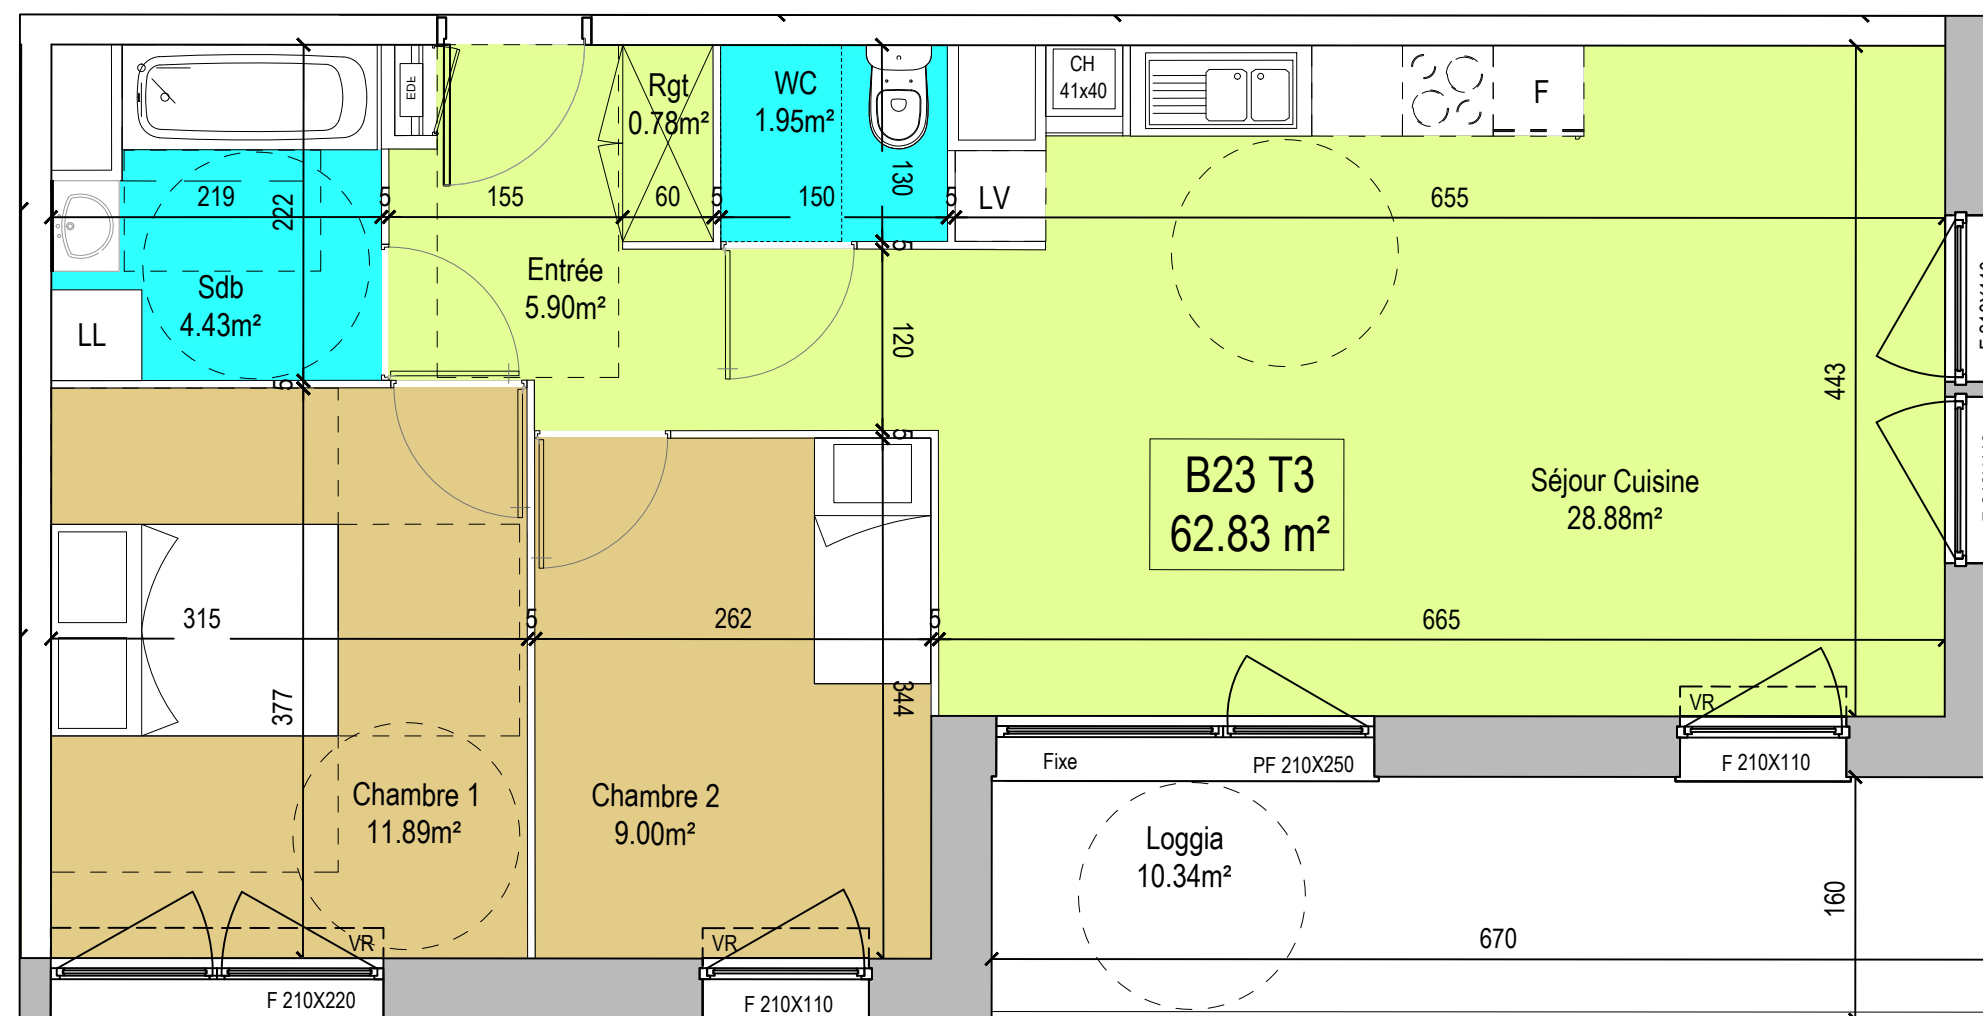 EDF
Rgt
0.78m²
WC
1.95m²
CH
41x40
F
219
222
5
155
60
5
150
130
5
LV
655
5
Sdb
4.43m²
LL
Entrée
5.90m²
120
5
5
443
B23 T3
62.83 m²
Séjour Cuisine
28.88m²
315
5
262
5
665
377
344
VR
Fixe
PF 210X250
F 210X110
Chambre 1
11.89m²
Chambre 2
9.00m²
Loggia
10.34m²
160
670
VR
VR
F 210X220
F 210X110